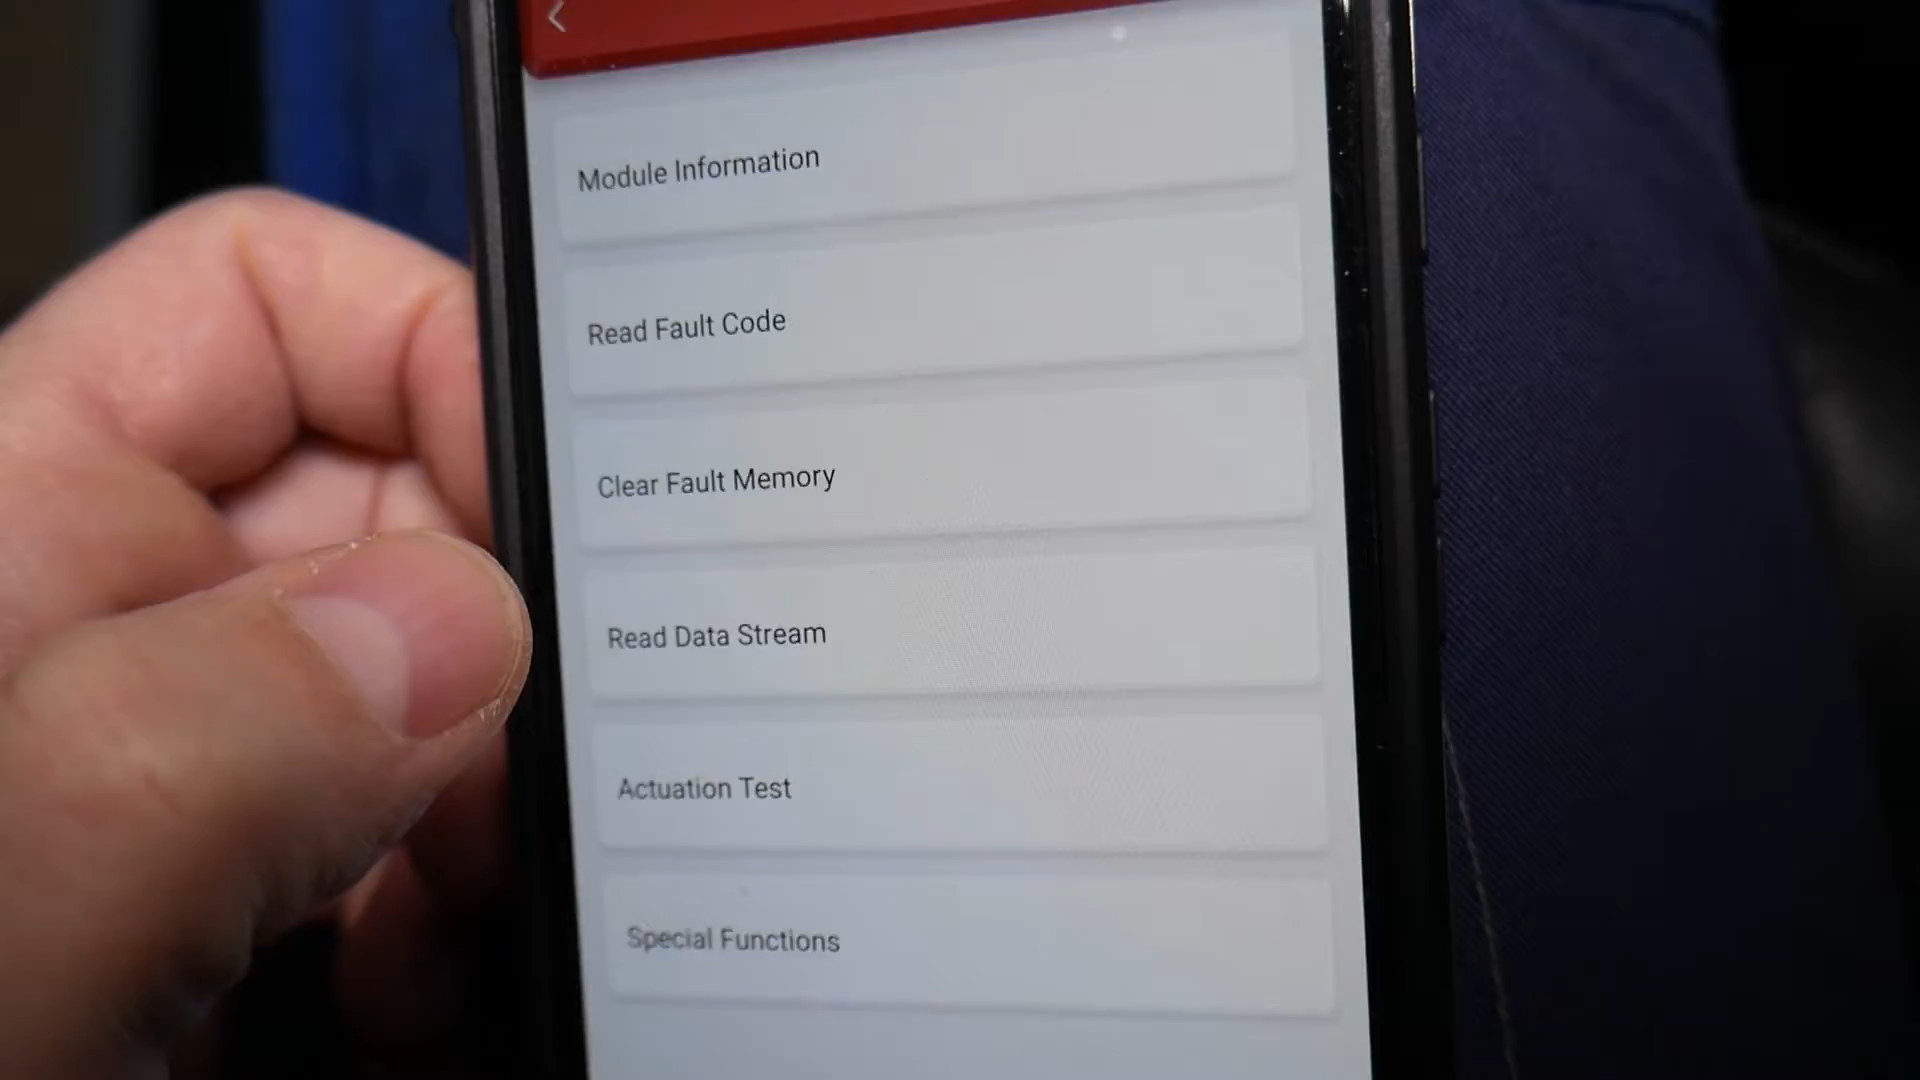 Module Information
Read Fault Code
Clear Fault Memory
Read Data Stream
Actuation Test
Special Functions